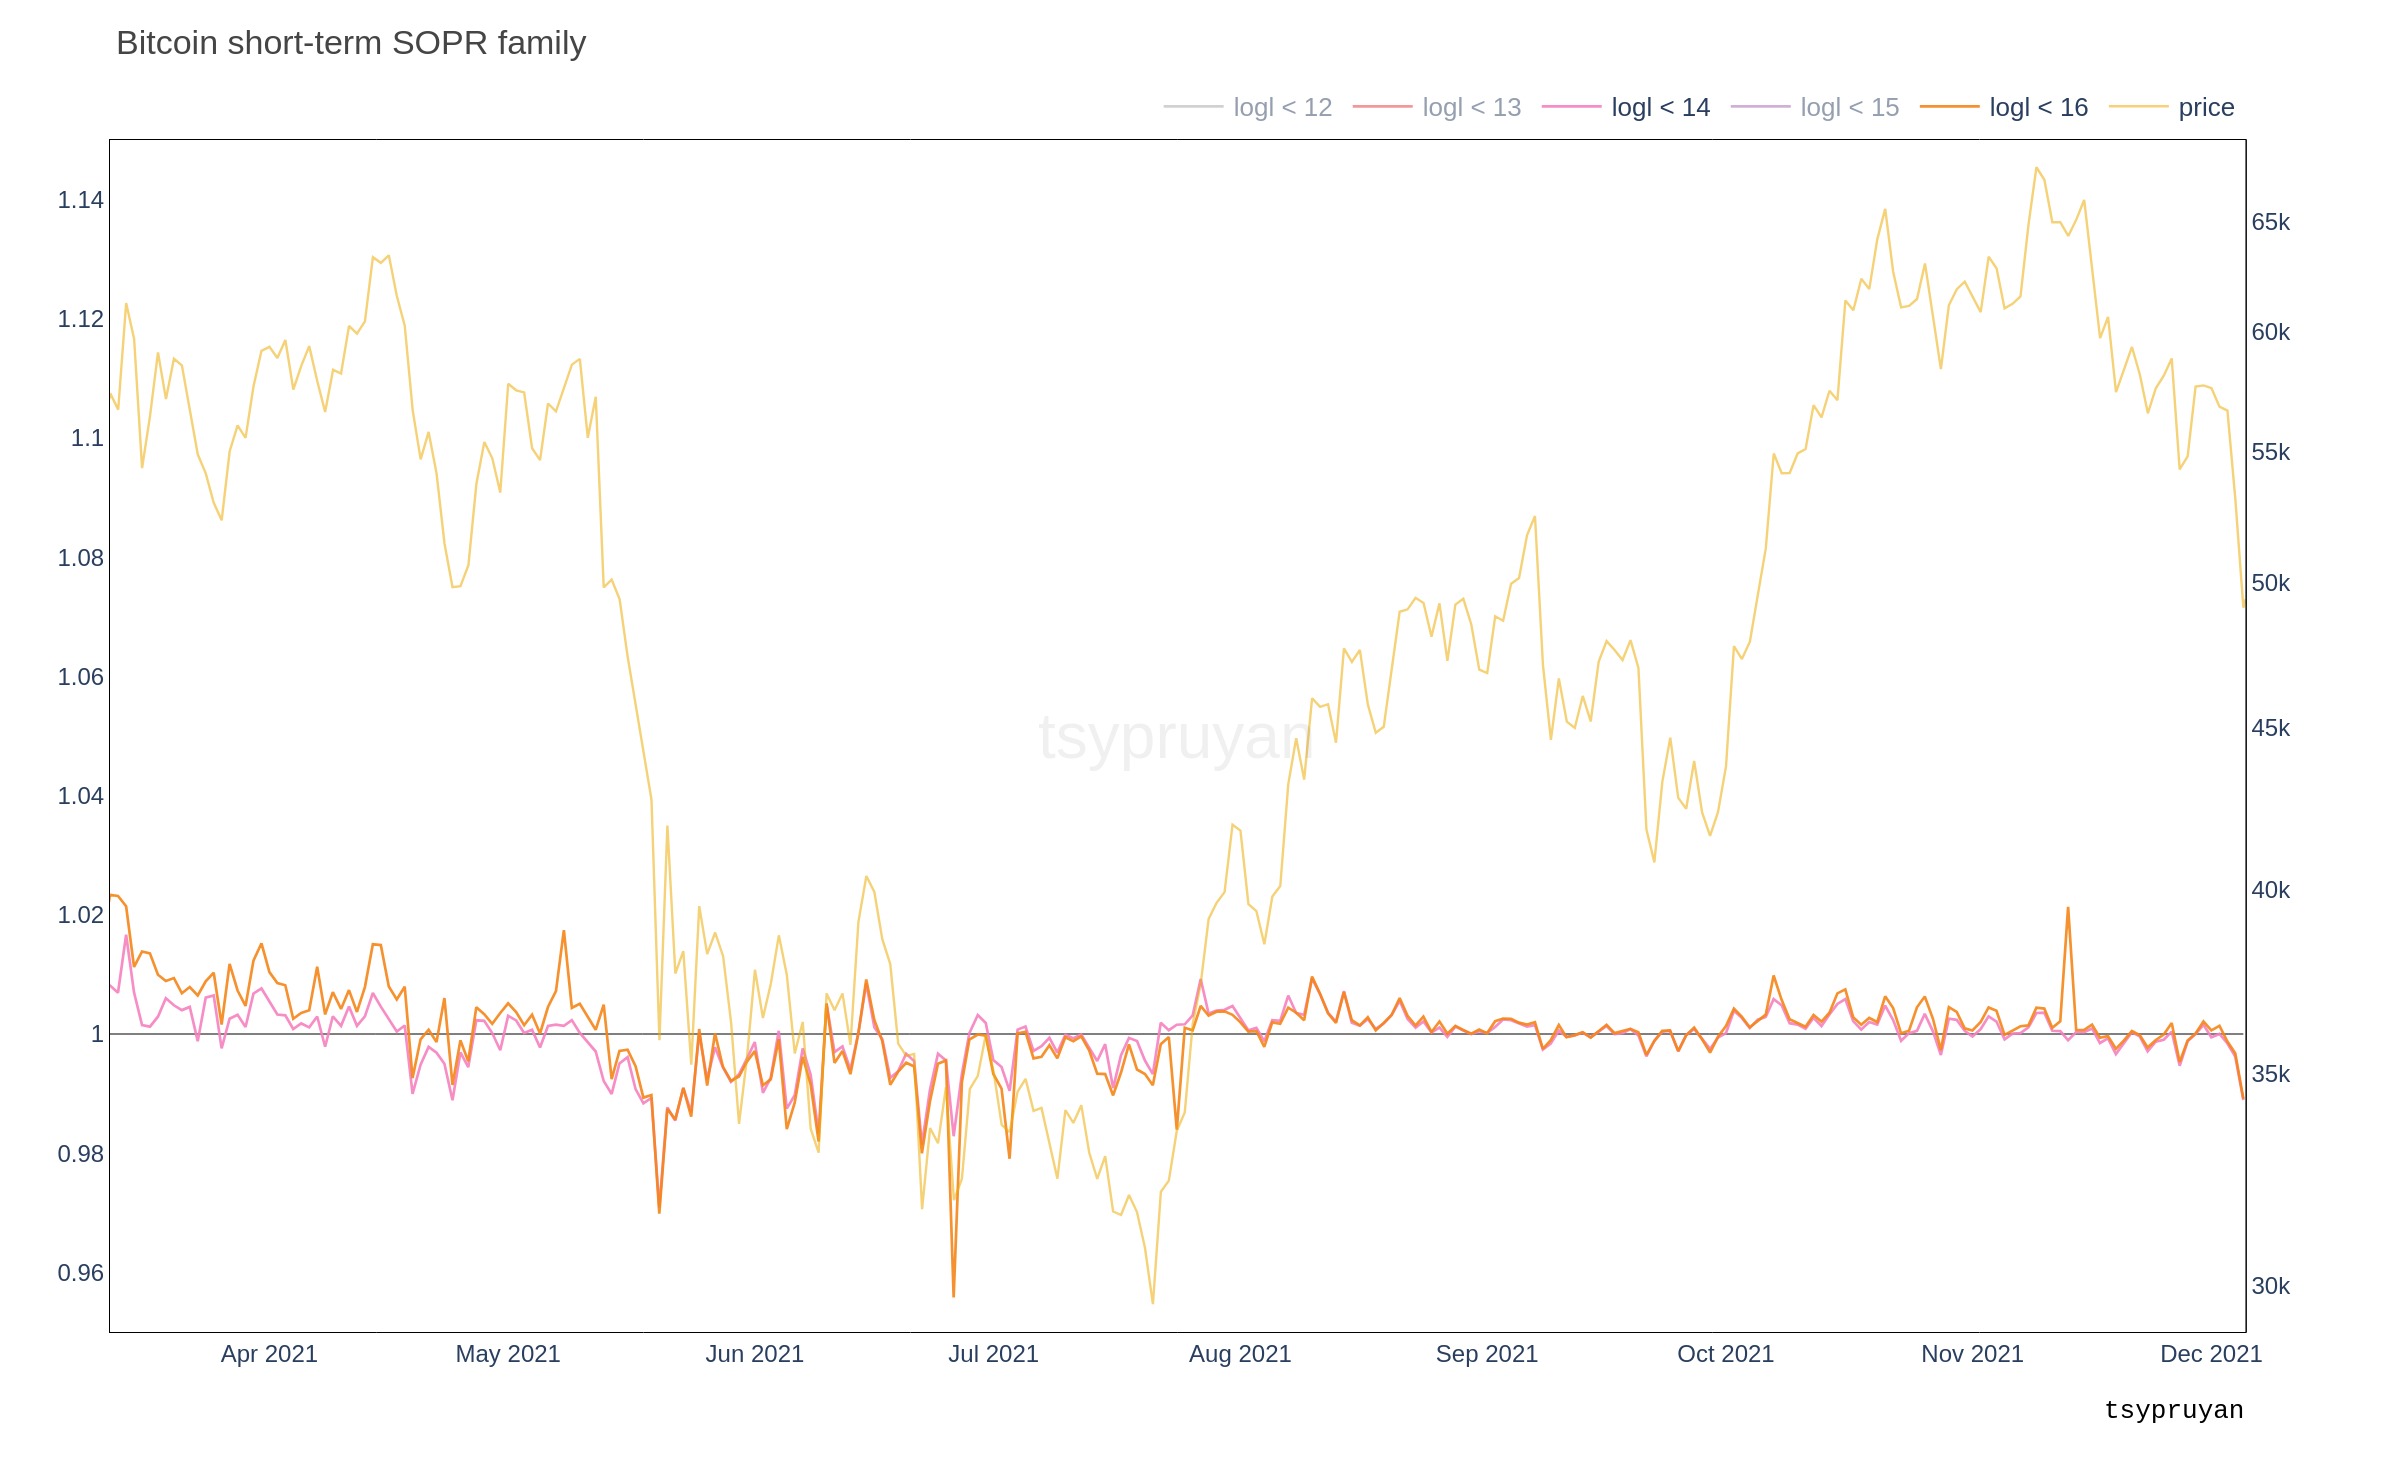 Bitcoin short-term SOPR family
logl < 12 logl < 13 logl < 14 logl < 15 logl < 16 price
1.14
1.12
1.1
1.08
1.06
1.04
1.02
1
0.98
0.96
65k
60k
55k
50k
45k
40k
35k
30k
tsypruyan
Apr 2021 May 2021 Jun 2021 Jul 2021 Aug 2021 Sep 2021 Oct 2021 Nov 2021 Dec 2021
tsypruyan